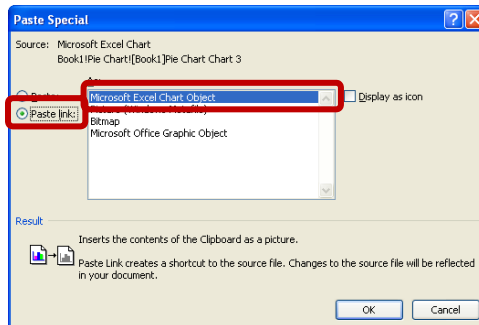 Paste Special
Source: Microsoft Excel Chart
Book1!Pie Chart![Book1]Pie Chart Chart 3
As:
Paste:
Microsoft Excel Chart Object
Display as icon
Paste link:
Picture (Windows Metafile)
Bitmap
Microsoft Office Graphic Object
Result
Inserts the contents of the Clipboard as a picture.
Paste Link creates a shortcut to the source file. Changes to the source file will be reflected
in your document.
OK Cancel